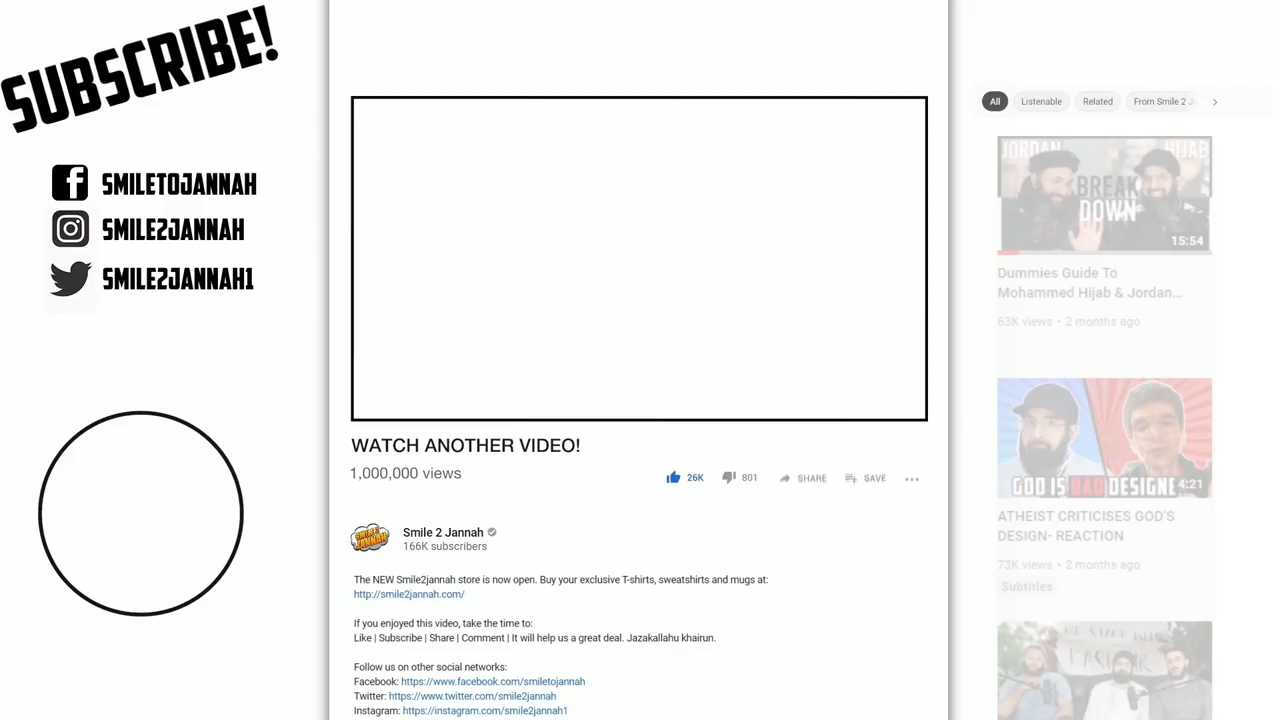 SUBSCRIBE!
SMILETOJANNAH
SMILE2JANNAH
SMILE2JANNAH1
WATCH ANOTHER VIDEO!
1,000,000 views
26K
801
SHARE
SAVE
SMILE2
JANNAH
Smile 2 Jannah
166K subscribers
The NEW Smile2jannah store is now open. Buy your exclusive T-shirts, sweatshirts and mugs at:
http://smile2jannah.com/
If you enjoyed this video, take the time to:
Like | Subscribe | Share | Comment | It will help us a great deal. Jazakallahu khairun.
Follow us on other social networks:
Facebook: https://www.facebook.com/smiletojannah
Twitter: https://www.twitter.com/smile2jannah
Instagram: https://instagram.com/smile2jannah1
All
Listenable
Related
From Smile 2 J
JORDAN
HIJAB
BREAK
DOWN
15:54
Dummies Guide To
Mohammed Hijab & Jordan...
63K views • 2 months ago
GOD IS BAD DESIGNE
4:21
ATHEIST CRITICISES GOD'S
DESIGN- REACTION
73K views • 2 months ago
Subtitles